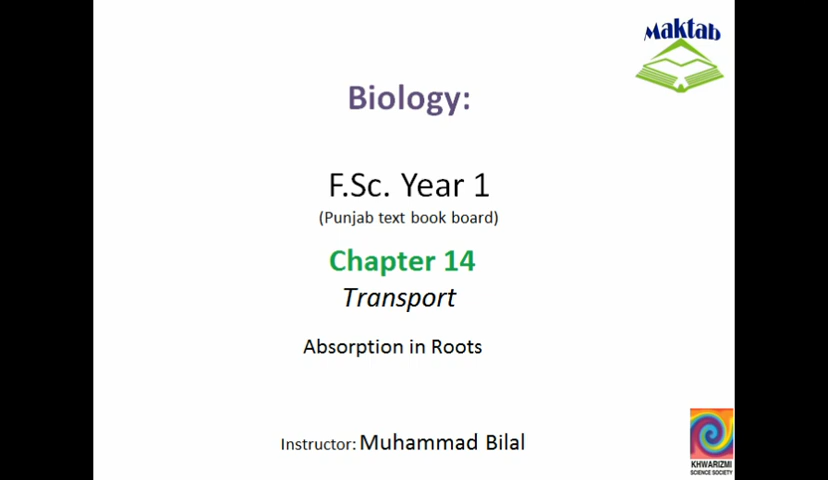 Maktab
Biology:
F.Sc. Year 1
(Punjab text book board)
Chapter 14
Transport
Absorption in Roots
Instructor: Muhammad Bilal
KHWARIZMI
SCIENCE SOCIETY